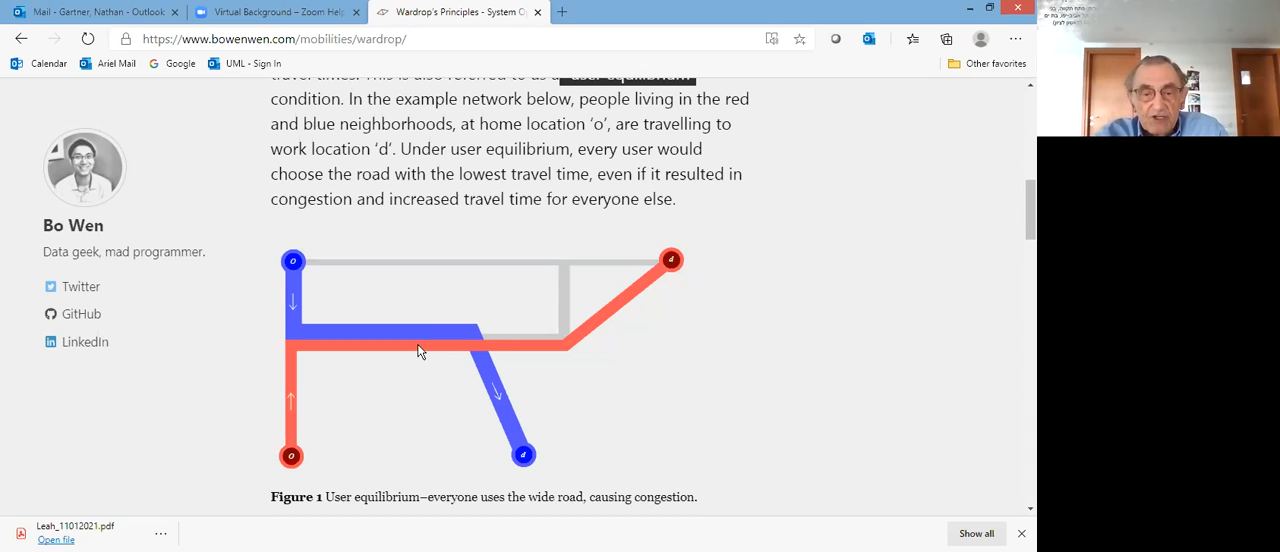 Mail - Gartner, Nathan - Outlook
Virtual Background – Zoom Help
Wardrop's Principles - System O
https://www.bowenwen.com/mobilities/wardrop/
Calendar
Ariel Mail
Google
UML - Sign In
Other favorites
condition. In the example network below, people living in the red
and blue neighborhoods, at home location 'o', are travelling to
work location 'd'. Under user equilibrium, every user would
choose the road with the lowest travel time, even if it resulted in
congestion and increased travel time for everyone else.
Bo Wen
Data geek, mad programmer.
Twitter
GitHub
LinkedIn
O
d
O
d
Figure 1 User equilibrium–everyone uses the wide road, causing congestion.
Leah_11012021.pdf
Open file
Show all